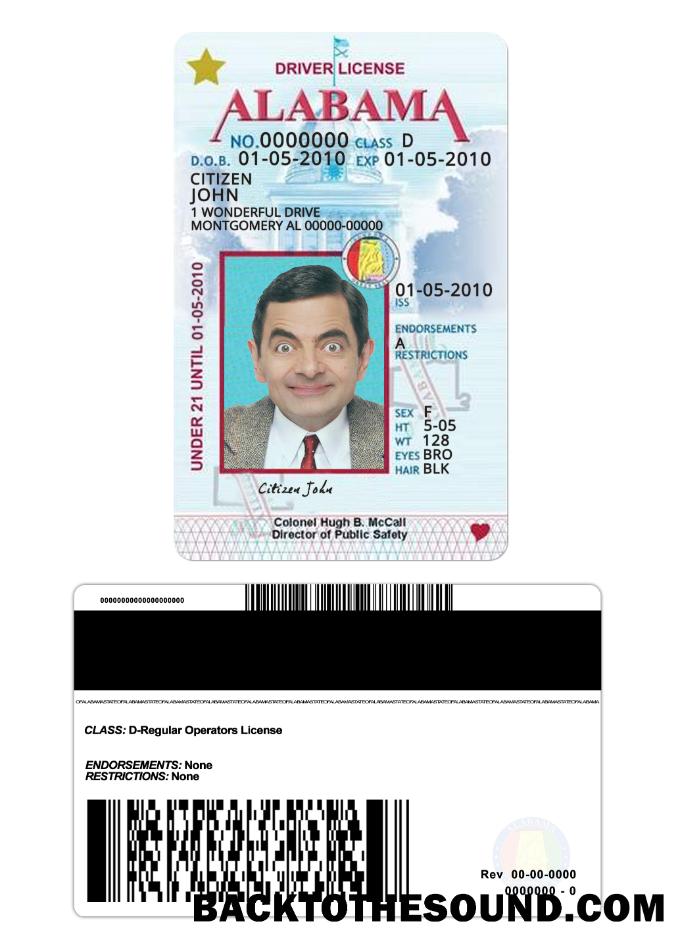 DRIVER LICENSE
ALABAMA
NO. 0000000 CLASS D
D.O.B. 01-05-2010 EXP 01-05-2010
CITIZEN
JOHN
1 WONDERFUL DRIVE
MONTGOMERY AL 00000-00000
UNDER 21 UNTIL 01-05-2010
01-05-2010
ISS
ENDORSEMENTS
A
RESTRICTIONS
SEX F
HT 5-05
WT 128
EYES BRO
HAIR BLK
Citizen John
Colonel Hugh B. McCall
Director of Public Safety
CLASS: D-Regular Operators License
ENDORSEMENTS: None
RESTRICTIONS: None
Rev 00-00-0000
0000000 - 0
BACKTOTHESOUND.COM